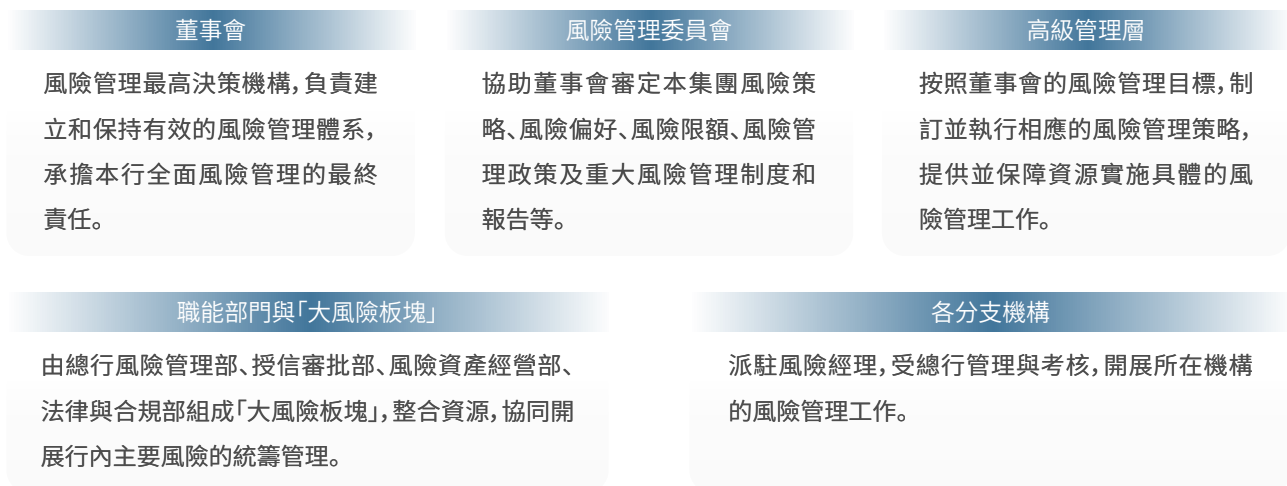 董事會
風險管理最高決策機構，負責建
立和保持有效的風險管理體系，
承擔本行全面風險管理的最終
責任。
風險管理委員會
協助董事會審定本集團風險策
略、風險偏好、風險限額、風險管
理政策及重大風險管理制度和
報告等。
高級管理層
按照董事會的風險管理目標，制
訂並執行相應的風險管理策略，
提供並保障資源實施具體的風
險管理工作。
職能部門與「大風險板塊」
由總行風險管理部、授信審批部、風險資產經營部、
法律與合規部組成「大風險板塊」，整合資源，協同開
展行內主要風險的統籌管理。
各分支機構
派駐風險經理，受總行管理與考核，開展所在機構
的風險管理工作。